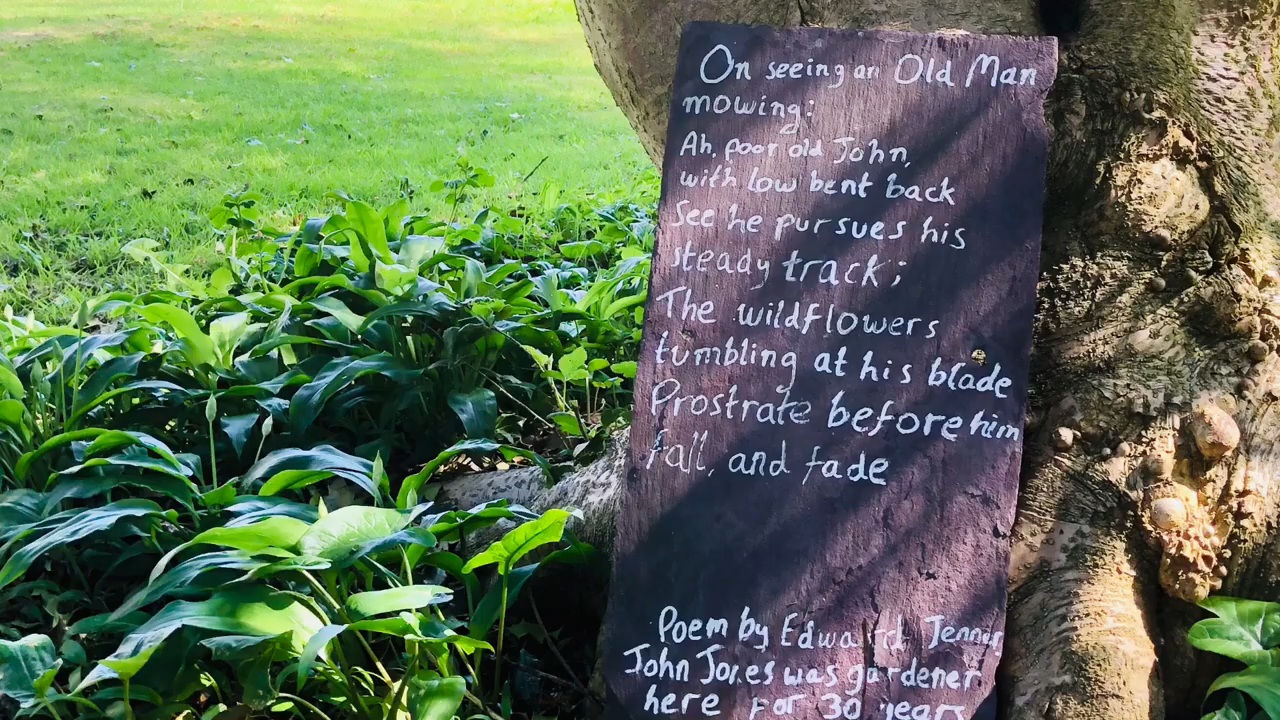 On seeing an Old Man
mowing:
Ah, poor old John,
with low bent back
See he pursues his
steady track;
The wildflowers
tumbling at his blade
Prostrate before him
fall, and fade
Poem by Edward Jenner
John Jones was gardener
here for 30 years